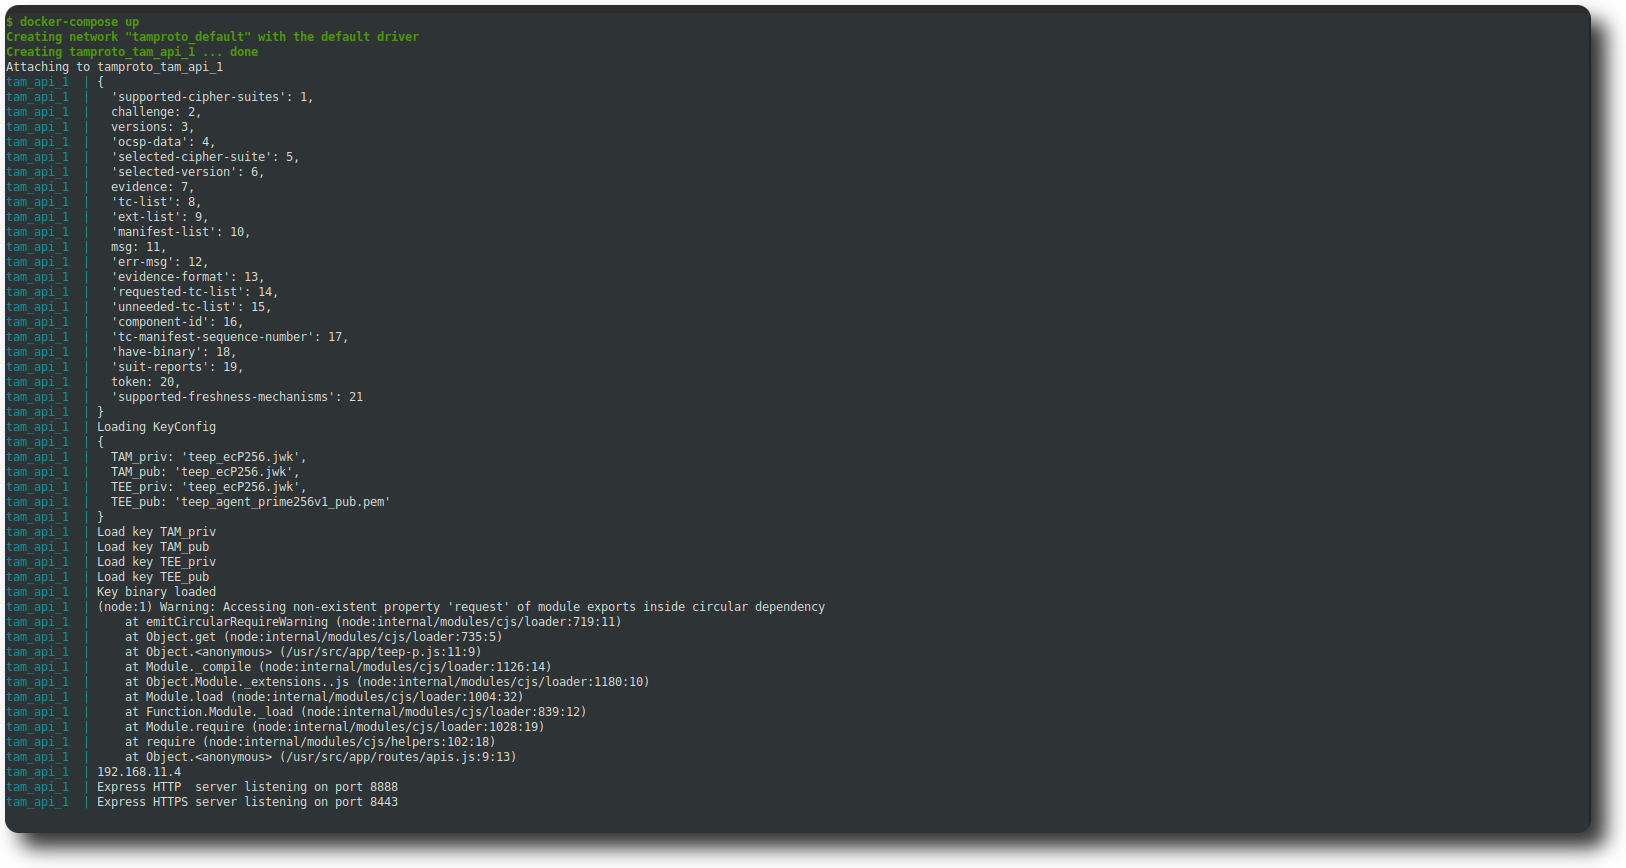 $ docker-compose up
Creating network "tamproto_default" with the default driver
Creating tamproto_tam_api_1 ... done
Attaching to tamproto_tam_api_1
tam_api_1  | {
tam_api_1  |   'supported-cipher-suites': 1,
tam_api_1  |   challenge: 2,
tam_api_1  |   versions: 3,
tam_api_1  |   'ocsp-data': 4,
tam_api_1  |   'selected-cipher-suite': 5,
tam_api_1  |   'selected-version': 6,
tam_api_1  |   evidence: 7,
tam_api_1  |   'tc-list': 8,
tam_api_1  |   'ext-list': 9,
tam_api_1  |   'manifest-list': 10,
tam_api_1  |   msg: 11,
tam_api_1  |   'err-msg': 12,
tam_api_1  |   'evidence-format': 13,
tam_api_1  |   'requested-tc-list': 14,
tam_api_1  |   'unneeded-tc-list': 15,
tam_api_1  |   'component-id': 16,
tam_api_1  |   'tc-manifest-sequence-number': 17,
tam_api_1  |   'have-binary': 18,
tam_api_1  |   'suit-reports': 19,
tam_api_1  |   token: 20,
tam_api_1  |   'supported-freshness-mechanisms': 21
tam_api_1  | }
tam_api_1  | Loading KeyConfig
tam_api_1  | {
tam_api_1  |   TAM_priv: 'teep_ecP256.jwk',
tam_api_1  |   TAM_pub: 'teep_ecP256.jwk',
tam_api_1  |   TEE_priv: 'teep_ecP256.jwk',
tam_api_1  |   TEE_pub: 'teep_agent_prime256v1_pub.pem'
tam_api_1  | }
tam_api_1  | Load key TAM_priv
tam_api_1  | Load key TAM_pub
tam_api_1  | Load key TEE_priv
tam_api_1  | Load key TEE_pub
tam_api_1  | Key binary loaded
tam_api_1  | (node:1) Warning: Accessing non-existent property 'request' of module exports inside circular dependency
tam_api_1  |     at emitCircularRequireWarning (node:internal/modules/cjs/loader:719:11)
tam_api_1  |     at Object.get (node:internal/modules/cjs/loader:735:5)
tam_api_1  |     at Object.<anonymous> (/usr/src/app/teep-p.js:11:9)
tam_api_1  |     at Module._compile (node:internal/modules/cjs/loader:1126:14)
tam_api_1  |     at Object.Module._extensions..js (node:internal/modules/cjs/loader:1180:10)
tam_api_1  |     at Module.load (node:internal/modules/cjs/loader:1004:32)
tam_api_1  |     at Function.Module._load (node:internal/modules/cjs/loader:839:12)
tam_api_1  |     at Module.require (node:internal/modules/cjs/loader:1028:19)
tam_api_1  |     at require (node:internal/modules/cjs/helpers:102:18)
tam_api_1  |     at Object.<anonymous> (/usr/src/app/routes/apis.js:9:13)
tam_api_1  | 192.168.11.4
tam_api_1  | Express HTTP  server listening on port 8888
tam_api_1  | Express HTTPS server listening on port 8443